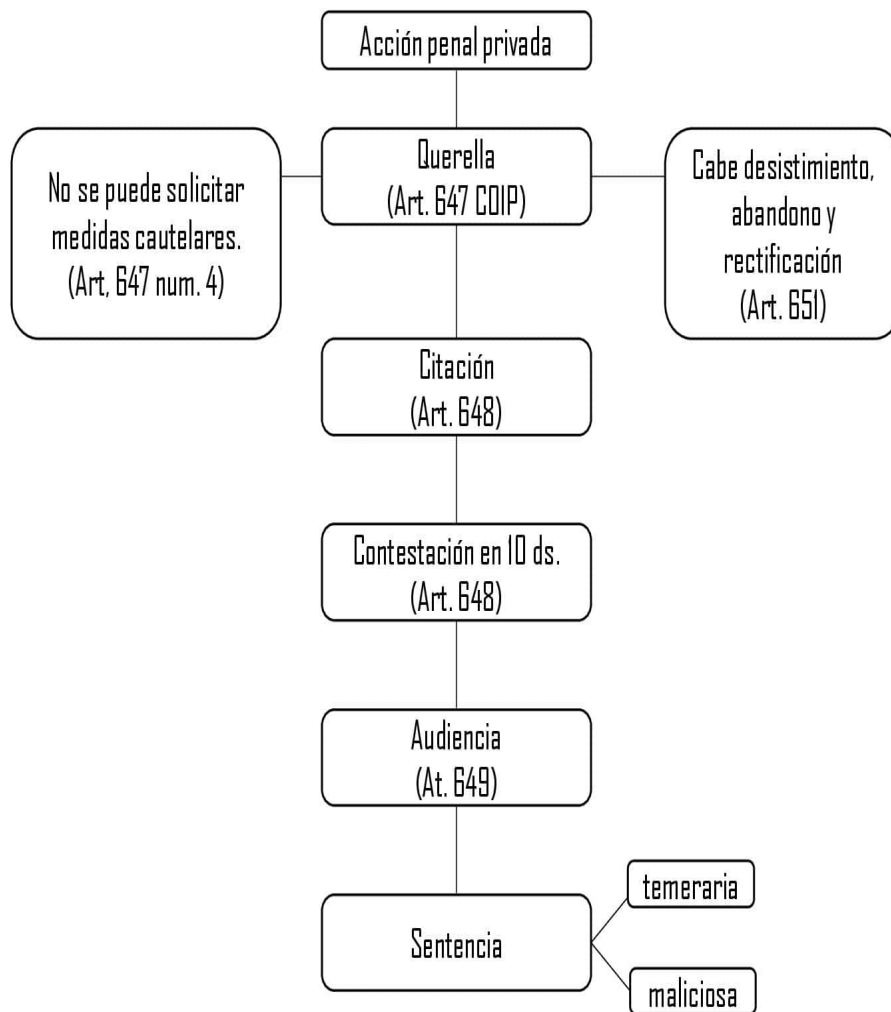 Acción penal privada
Querella
(Art. 647 COIP)
No se puede solicitar
medidas cautelares.
(Art, 647 num. 4)
Cabe desistimiento,
abandono y
rectificación
(Art. 651)
Citación
(Art. 648)
Contestación en 10 ds.
(Art. 648)
Audiencia
(At. 649)
Sentencia
temeraria
maliciosa